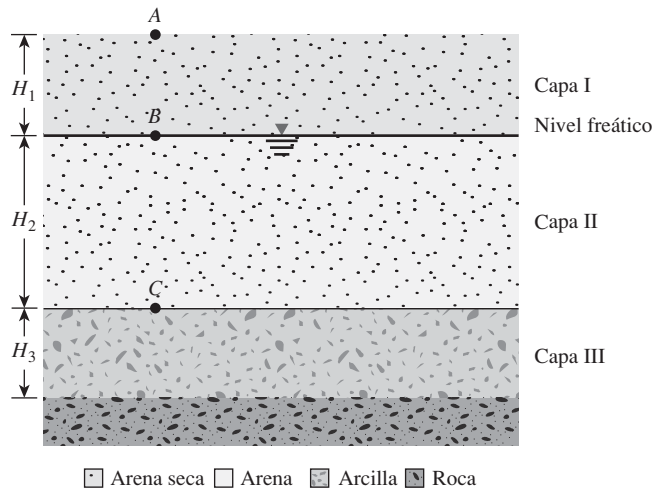 A
H1
Capa I
B
Nivel freático
H2
Capa II
C
H3
Capa III
Arena seca Arena Arcilla Roca